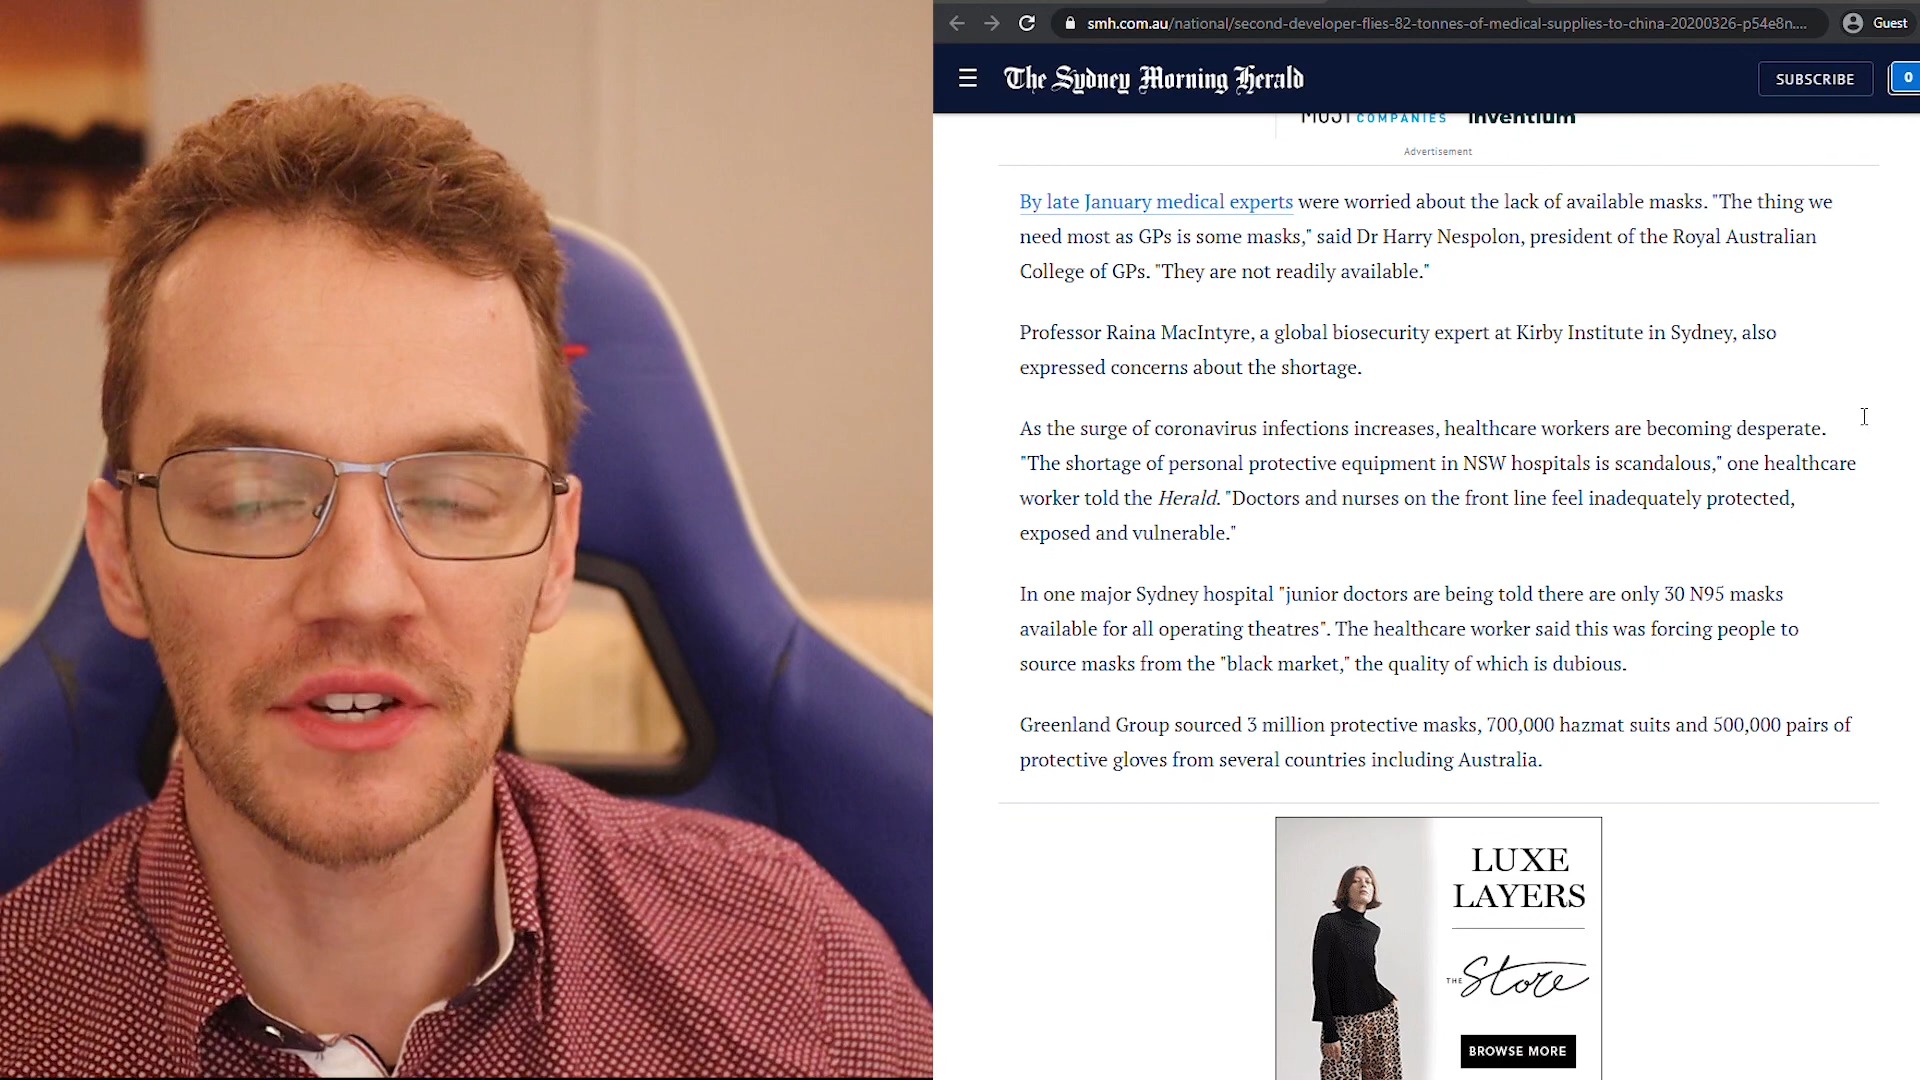 smh.com.au/national/second-developer-flies-82-tonnes-of-medical-supplies-to-china-20200326-p54e8n....
Guest
The Sydney Morning Herald
SUBSCRIBE
0
MOST COMPANIES inventium
Advertisement
By late January medical experts were worried about the lack of available masks. "The thing we
need most as GPs is some masks," said Dr Harry Nespolon, president of the Royal Australian
College of GPs. "They are not readily available."
Professor Raina MacIntyre, a global biosecurity expert at Kirby Institute in Sydney, also
expressed concerns about the shortage.
As the surge of coronavirus infections increases, healthcare workers are becoming desperate.
"The shortage of personal protective equipment in NSW hospitals is scandalous," one healthcare
worker told the Herald. "Doctors and nurses on the front line feel inadequately protected,
exposed and vulnerable."
In one major Sydney hospital "junior doctors are being told there are only 30 N95 masks
available for all operating theatres". The healthcare worker said this was forcing people to
source masks from the "black market," the quality of which is dubious.
Greenland Group sourced 3 million protective masks, 700,000 hazmat suits and 500,000 pairs of
protective gloves from several countries including Australia.
LUXE
LAYERS
THE Store
BROWSE MORE